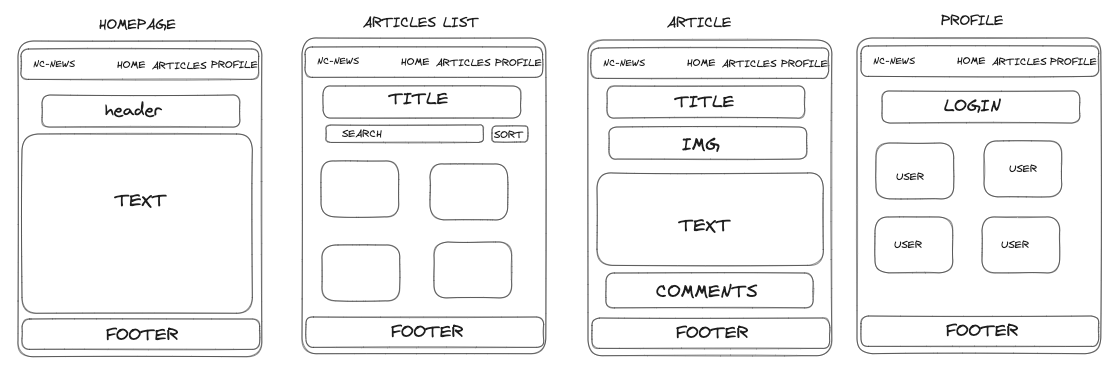 HOMEPAGE
NC-NEWS HOME ARTICLES PROFILE
header
TEXT
FOOTER
ARTICLES LIST
NC-NEWS HOME ARTICLES PROFILE
TITLE
SEARCH SORT
FOOTER
ARTICLE
NC-NEWS HOME ARTICLES PROFILE
TITLE
IMG
TEXT
COMMENTS
FOOTER
PROFILE
NC-NEWS HOME ARTICLES PROFILE
LOGIN
USER USER
USER USER
FOOTER